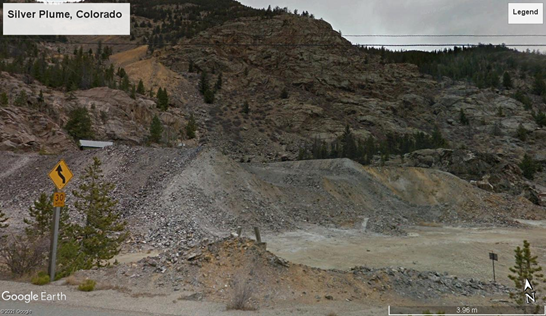 Silver Plume, Colorado
Legend
Google Earth
3.96 m
N